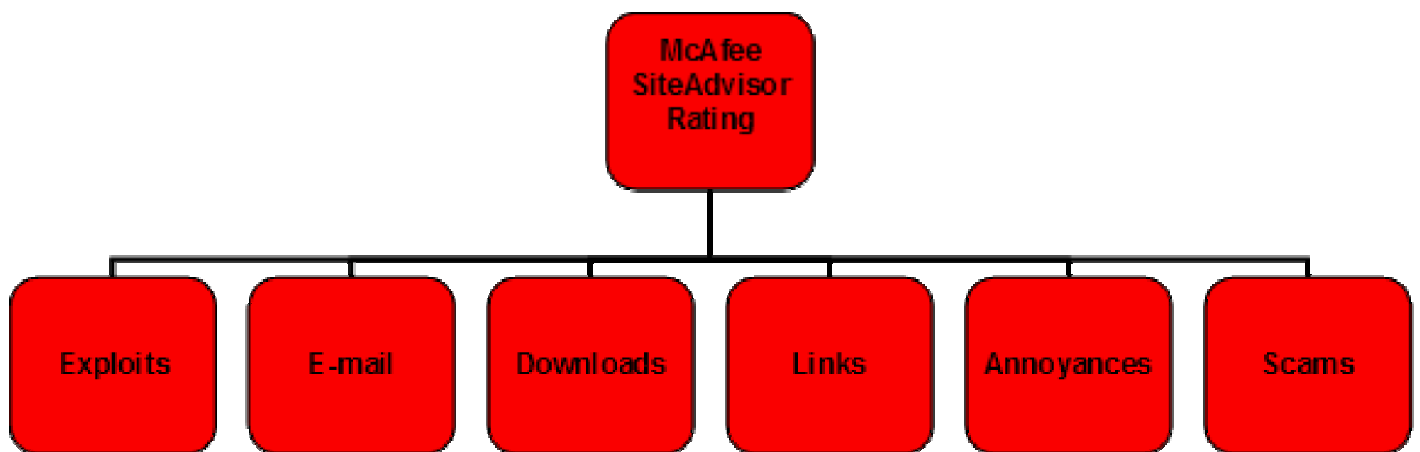 McAfee
SiteAdvisor
Rating
Exploits
E-mail
Downloads
Links
Annoyances
Scams